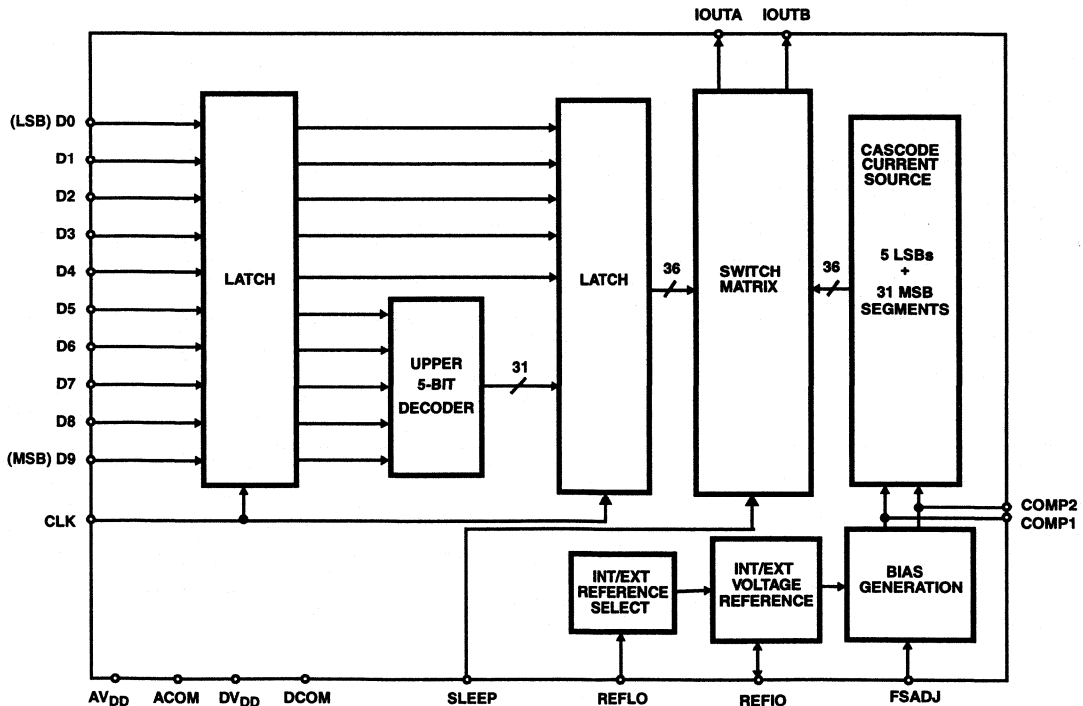 IOUTA IOUTB
(LSB) D0
D1
D2
D3
D4
D5
D6
D7
D8
(MSB) D9
CLK
LATCH
UPPER
5-BIT
DECODER
31
LATCH
36
SWITCH
MATRIX
36
CASCODE
CURRENT
SOURCE
5 LSBs
+
31 MSB
SEGMENTS
COMP2
COMP1
INT/EXT
REFERENCE
SELECT
INT/EXT
VOLTAGE
REFERENCE
BIAS
GENERATION
AVDD ACOM DVDD DCOM SLEEP REFLO REFIO FSADJ